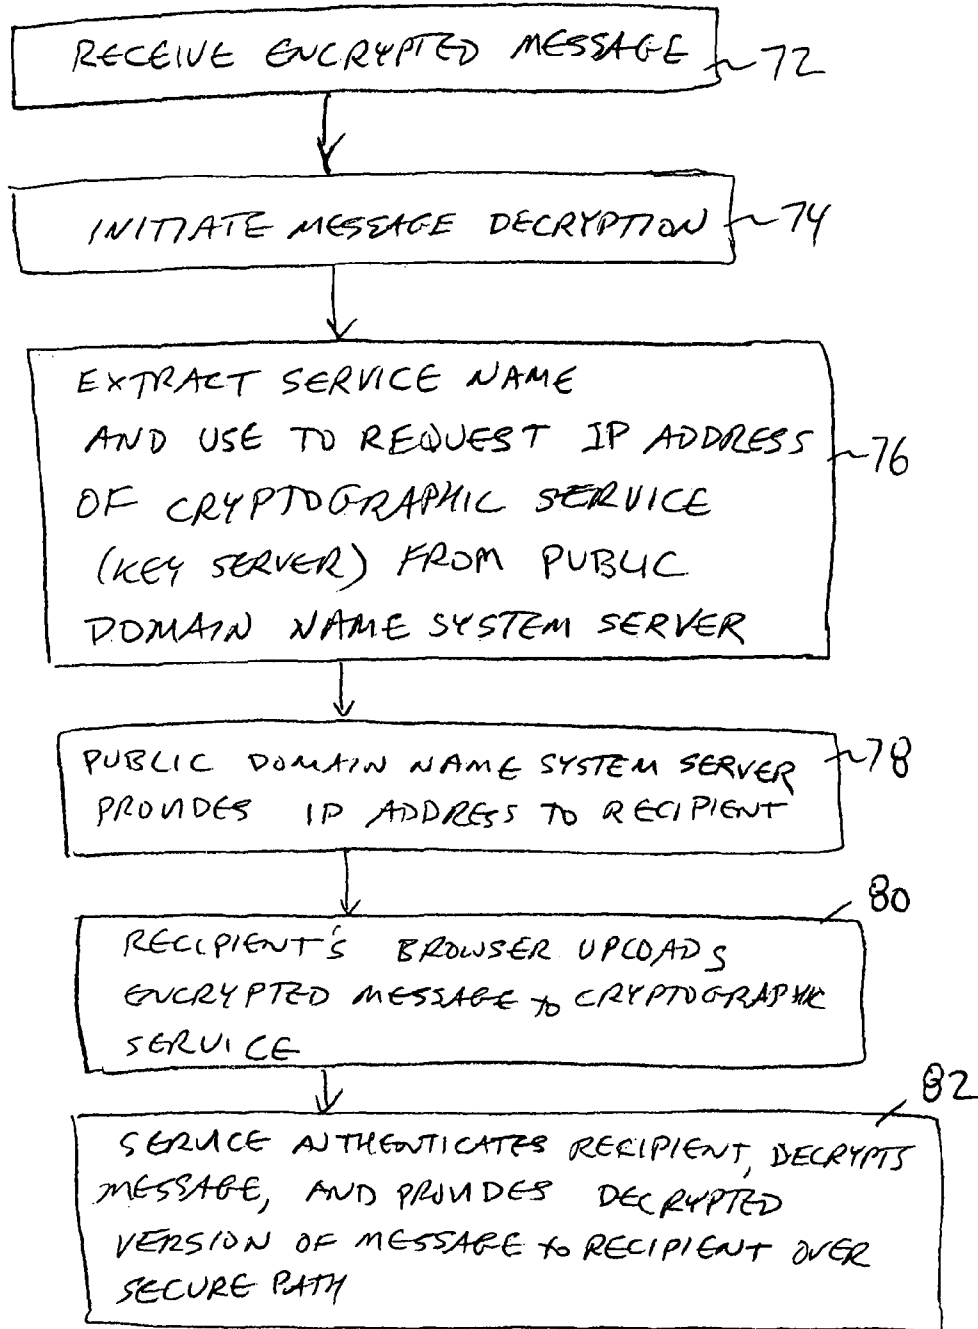 RECEIVE ENCRYPTED MESSAGE 72
INITIATE MESSAGE DECRYPTION 74
EXTRACT SERVICE NAME
AND USE TO REQUEST IP ADDRESS 76
OF CRYPTOGRAPHIC SERVICE
(KEY SERVER) FROM PUBLIC
DOMAIN NAME SYSTEM SERVER
PUBLIC DOMAIN NAME SYSTEM SERVER 78
PROVIDES IP ADDRESS TO RECIPIENT
80
RECIPIENT'S BROWSER UPLOADS
ENCRYPTED MESSAGE to CRYPTOGRAPHIC
SERVICE
82
SERVICE AUTHENTICATES RECIPIENT, DECRYPTS
MESSAGE, AND PROVIDES DECRYPTED
VERSION OF MESSAGE to RECIPIENT OVER
SECURE PATH